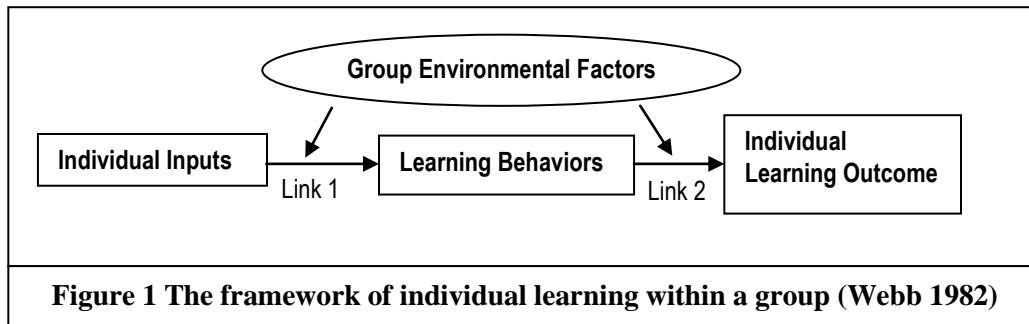 Group Environmental Factors
Individual Inputs
Link 1
Learning Behaviors
Link 2
Individual
Learning Outcome
Figure 1 The framework of individual learning within a group (Webb 1982)